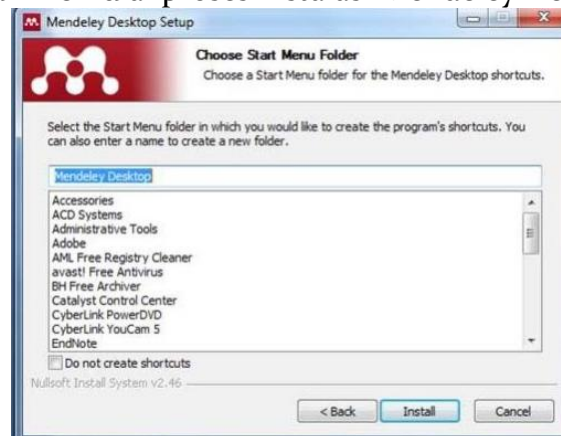 Mendeley Desktop Setup
Choose Start Menu Folder
Choose a Start Menu folder for the Mendeley Desktop shortcuts.
Select the Start Menu folder in which you would like to create the program's shortcuts. You
can also enter a name to create a new folder.
Mendeley Desktop
Accessories
ACD Systems
Administrative Tools
Adobe
AML Free Registry Cleaner
avast! Free Antivirus
BH Free Archiver
Catalyst Control Center
CyberLink PowerDVD
CyberLink YouCam 5
EndNote
Do not create shortcuts
Nullsoft Install System v2.46
< Back Install Cancel